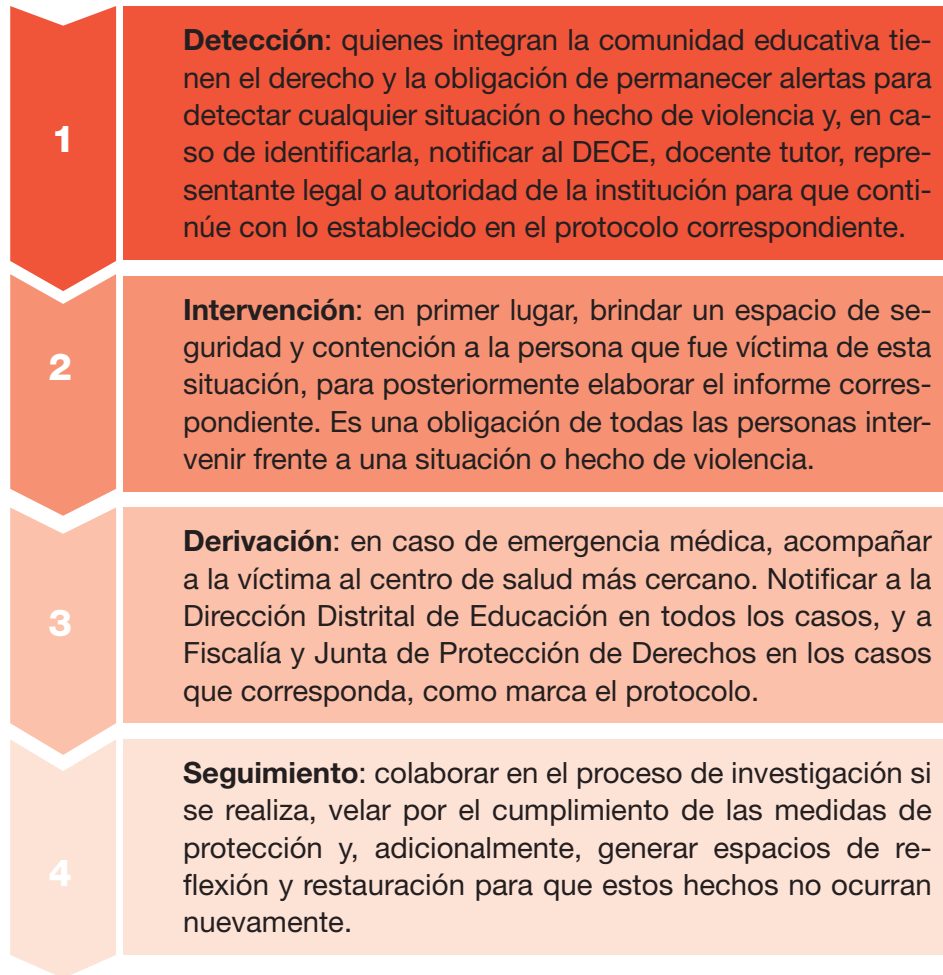 1
Detección: quienes integran la comunidad educativa tie-
nen el derecho y la obligación de permanecer alertas para
detectar cualquier situación o hecho de violencia y, en ca-
so de identificarla, notificar al DECE, docente tutor, repre-
sentante legal o autoridad de la institución para que conti-
núe con lo establecido en el protocolo correspondiente.
2
Intervención: en primer lugar, brindar un espacio de se-
guridad y contención a la persona que fue víctima de esta
situación, para posteriormente elaborar el informe corres-
pondiente. Es una obligación de todas las personas inter-
venir frente a una situación o hecho de violencia.
3
Derivación: en caso de emergencia médica, acompañar
a la víctima al centro de salud más cercano. Notificar a la
Dirección Distrital de Educación en todos los casos, y a
Fiscalía y Junta de Protección de Derechos en los casos
que corresponda, como marca el protocolo.
4
Seguimiento: colaborar en el proceso de investigación si
se realiza, velar por el cumplimiento de las medidas de
protección y, adicionalmente, generar espacios de re-
flexión y restauración para que estos hechos no ocurran
nuevamente.